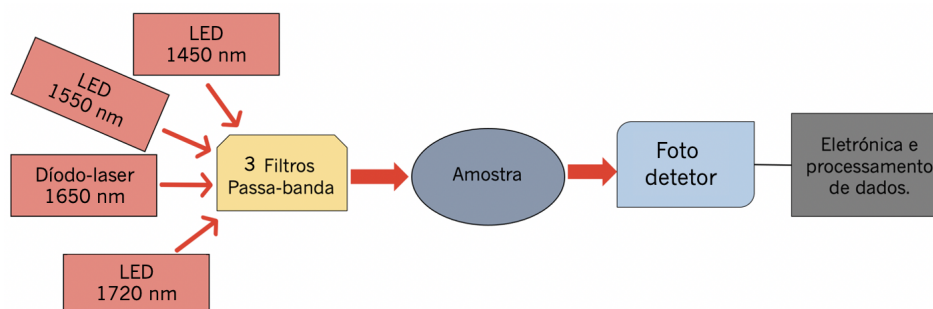 LED
1450 nm
LED
1550 nm
Díodo-laser
1650 nm
LED
1720 nm
3 Filtros
Passa-banda
Amostra
Foto
detetor
Eletrónica e
processamento
de dados.